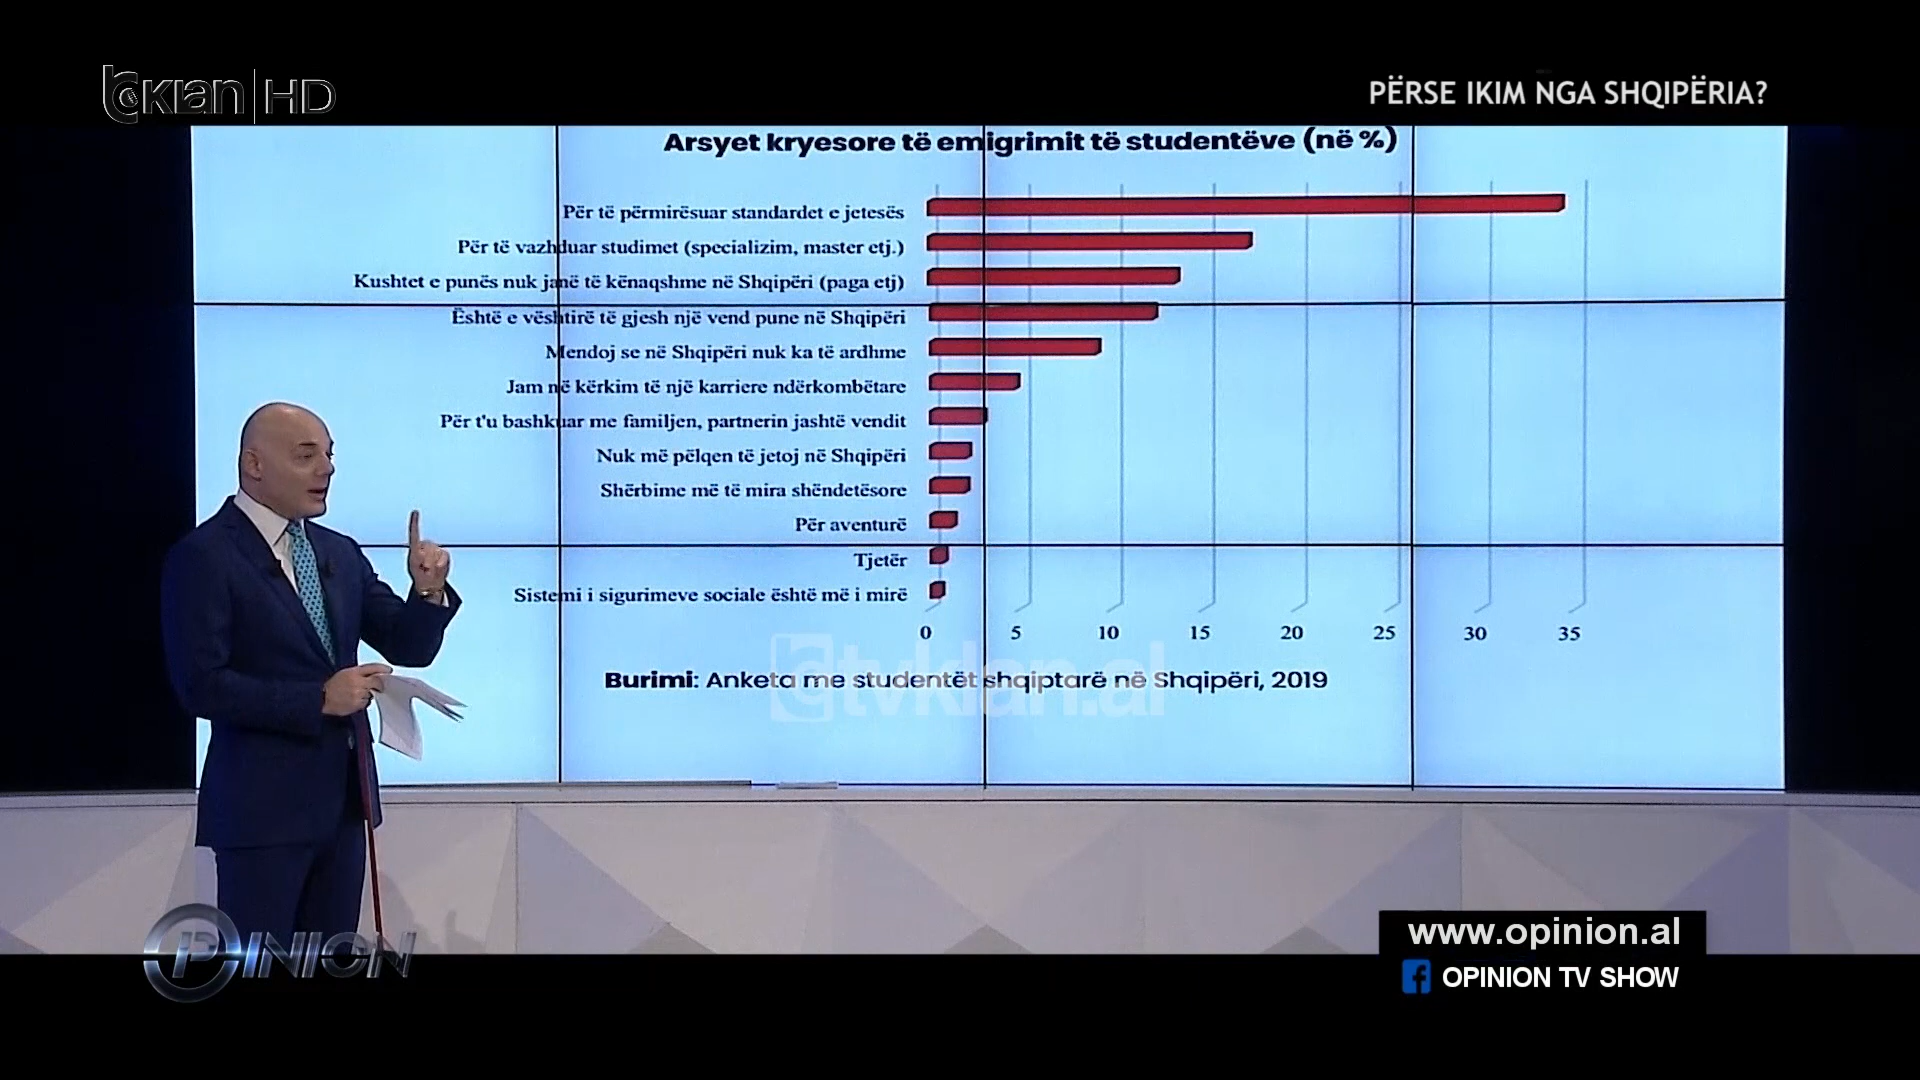 klan HD
PËRSE IKIM NGA SHQIPËRIA?
Arsyet kryesore të emigrimit të studentëve (në %)
Për të përmirësuar standardet e jetesës
Për të vazhduar studimet (specializim, master etj.)
Kushtet e punës nuk janë të kënaqshme në Shqipëri (paga etj)
Është e vështirë të gjesh një vend pune në Shqipëri
Mendoj se në Shqipëri nuk ka të ardhme
Jam në kërkim të një karriere ndërkombëtare
Për t'u bashkuar me familjen, partnerin jashtë vendit
Nuk më pëlqen të jetoj në Shqipëri
Shërbime më të mira shëndetësore
Për aventurë
Tjetër
Sistemi i sigurimeve sociale është më i mirë
0 5 10 15 20 25 30 35
Burimi: Anketa me studentët shqiptarë në Shqipëri, 2019
tvklan.al
OPINION
www.opinion.al
OPINION TV SHOW